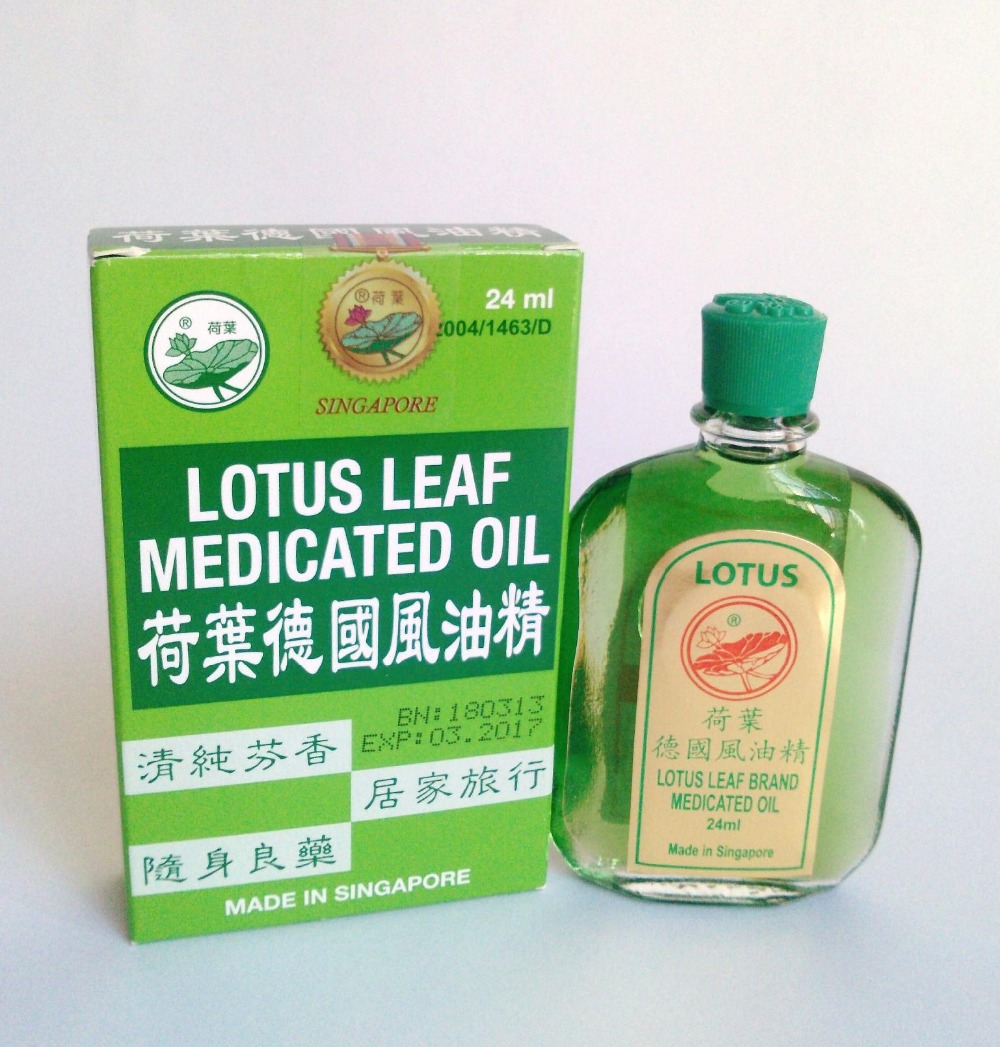 荷葉德國風油精
® 荷葉
® 荷葉
24 ml
2004/1463/D
SINGAPORE
LOTUS LEAF
MEDICATED OIL
荷葉德國風油精
BN:180313
EXP:03.2017
清純芬香
居家旅行
隨身良藥
MADE IN SINGAPORE
LOTUS
®
荷葉
德國風油精
LOTUS LEAF BRAND
MEDICATED OIL
24ml
Made in Singapore